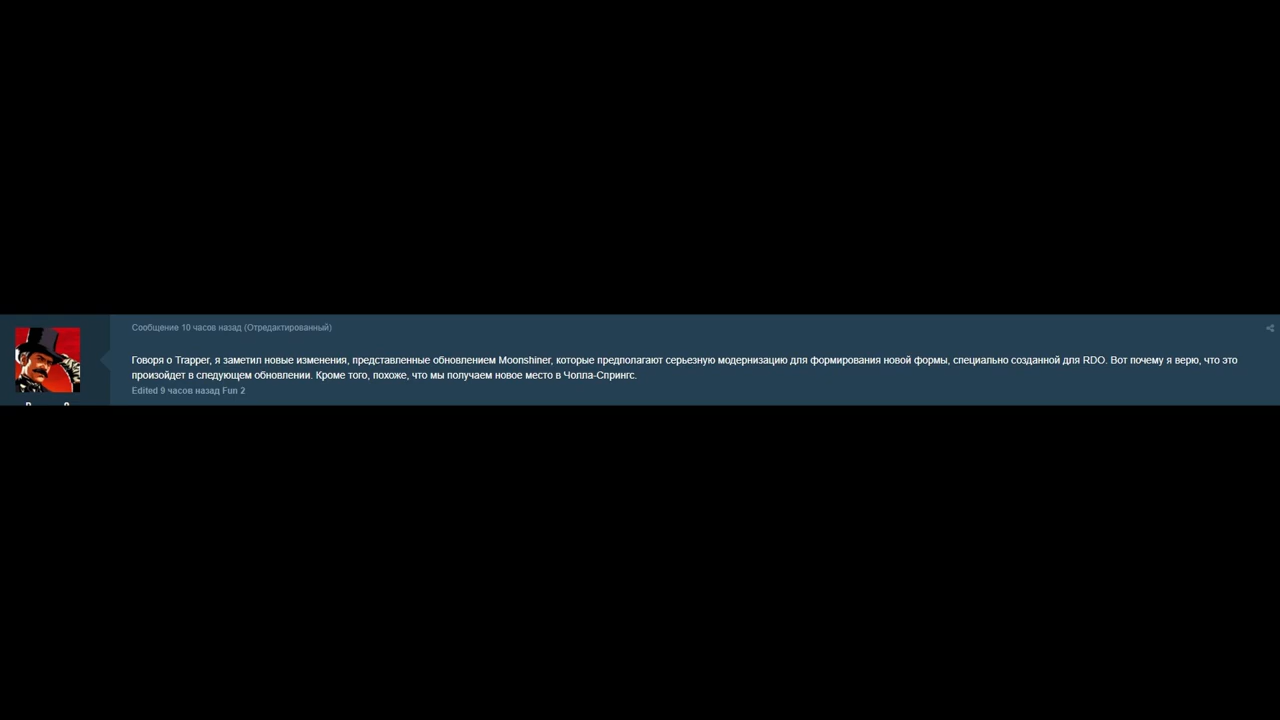 Сообщение 10 часов назад (Отредактированный)
Говоря о Trapper, я заметил новые изменения, представленные обновлением Moonshiner, которые предполагают серьезную модернизацию для формирования новой формы, специально созданной для RDO. Вот почему я верю, что это
произойдет в следующем обновлении. Кроме того, похоже, что мы получаем новое место в Чолла-Спрингс.
Edited 9 часов назад Fun 2